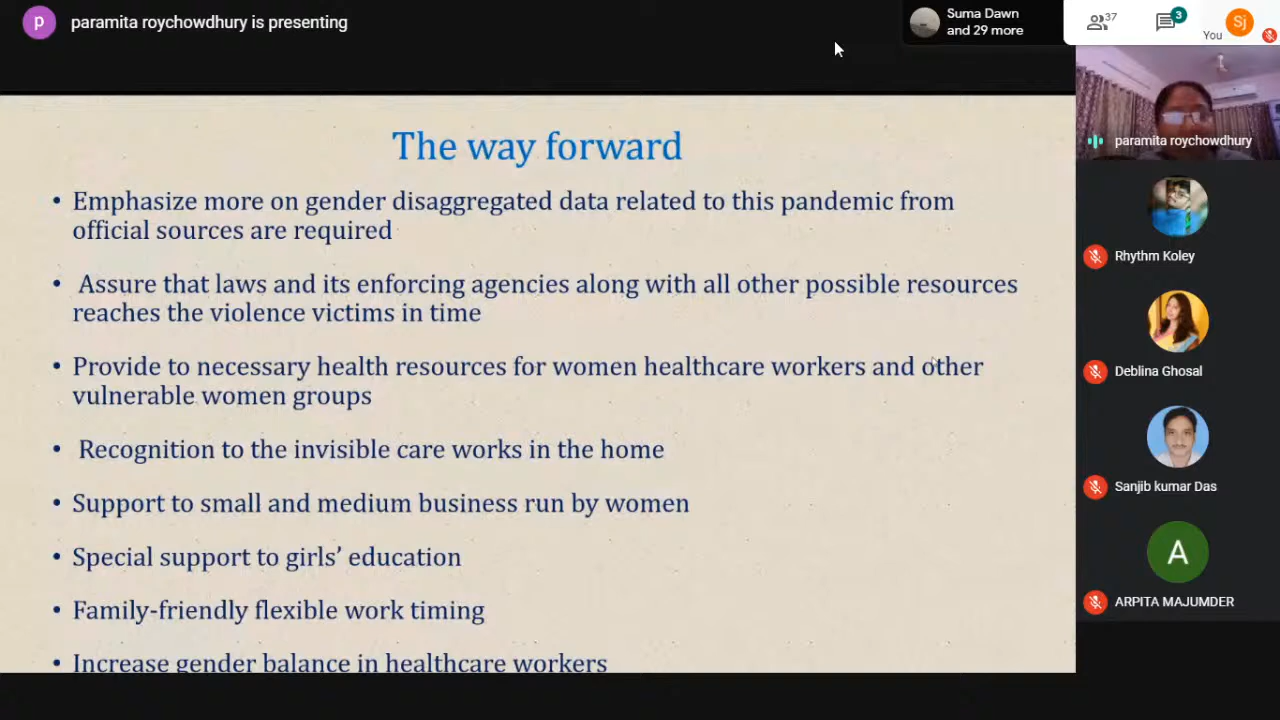 p
paramita roychowdhury is presenting
Suma Dawn
and 29 more
37
3
You
Sj
The way forward
• Emphasize more on gender disaggregated data related to this pandemic from
official sources are required
• Assure that laws and its enforcing agencies along with all other possible resources
reaches the violence victims in time
• Provide to necessary health resources for women healthcare workers and other
vulnerable women groups
• Recognition to the invisible care works in the home
• Support to small and medium business run by women
• Special support to girls’ education
• Family-friendly flexible work timing
• Increase gender balance in healthcare workers
paramita roychowdhury
Rhythm Koley
Deblina Ghosal
Sanjib kumar Das
A
ARPITA MAJUMDER